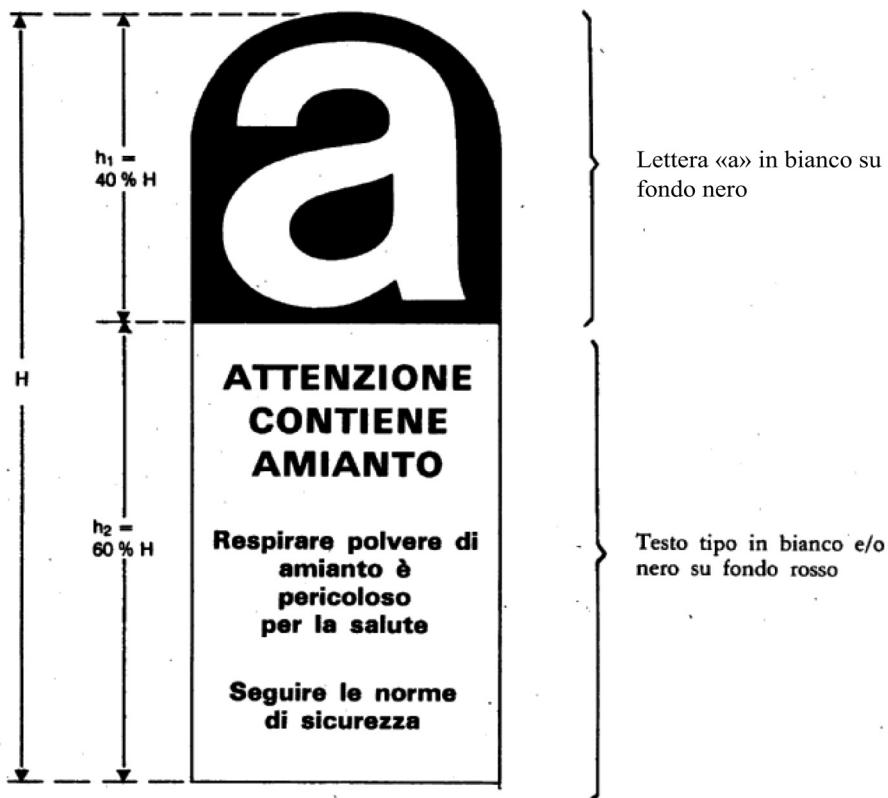 a
h₁ =
40 % H
Lettera «a» in bianco su
fondo nero
H
ATTENZIONE
CONTIENE
AMIANTO
h₂ =
60 % H
Respirare polvere di
amianto è
pericoloso
per la salute
Seguire le norme
di sicurezza
Testo tipo in bianco e/o
nero su fondo rosso